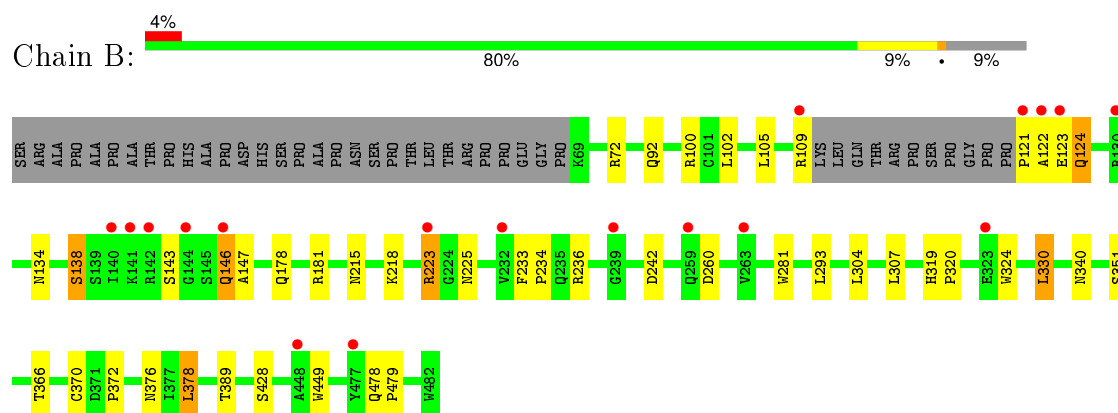 4%
Chain B:
80%
9%
•
9%
SER ARG ALA PRO SER ALA PRO ALA THR PRO HIS ALA PRO ASP HIS SER PRO ALA PRO ASN SER PRO THR LEU THR ARG PRO PRO GLU GLY PRO K69 R72 Q92 R100 C101 L102 L105 R109 LYS LEU GLN THR ARG PRO SER PRO GLY PRO PRO P121 A122 E123 Q124 R130
N134 S138 S139 I140 K141 R142 S143 G144 S145 Q146 A147 Q178 R181 N215 K218 R223 G224 N225 V232 F233 P234 Q235 R236 G239 D242 Q259 D260 V263 W281 L293 L304 L307 H319 P320 E323 W324 L330 N340 S351
T366 C370 D371 P372 N376 I377 L378 T389 S428 A448 W449 Y477 Q478 P479 W482